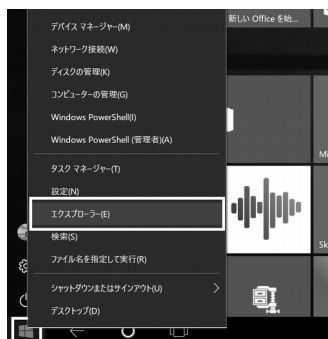 デバイス マネージャー(M)
ネットワーク接続(W)
ディスクの管理(K)
コンピューターの管理(G)
Windows PowerShell(I)
Windows PowerShell (管理者)(A)
タスク マネージャー(T)
設定(N)
エクスプローラー(E)
検索(S)
ファイル名を指定して実行(R)
シャットダウンまたはサインアウト(U)
デスクトップ(D)
新しい Office を始...
Mi
Sk